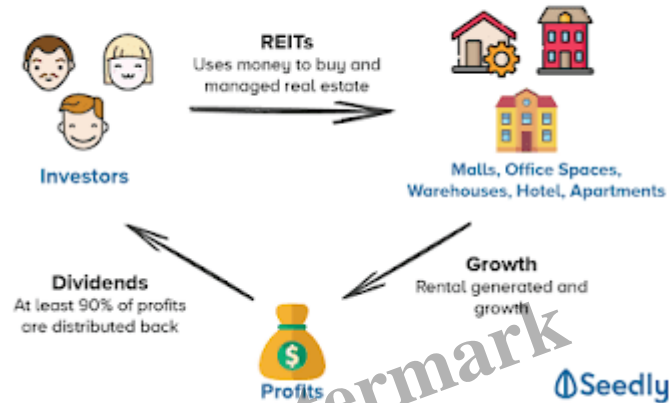 REITs
Uses money to buy and
managed real estate
Investors
Malls, Office Spaces,
Warehouses, Hotel, Apartments
Dividends
At least 90% of profits
are distributed back
Growth
Rental generated and
growth
$
Profits
Seedly